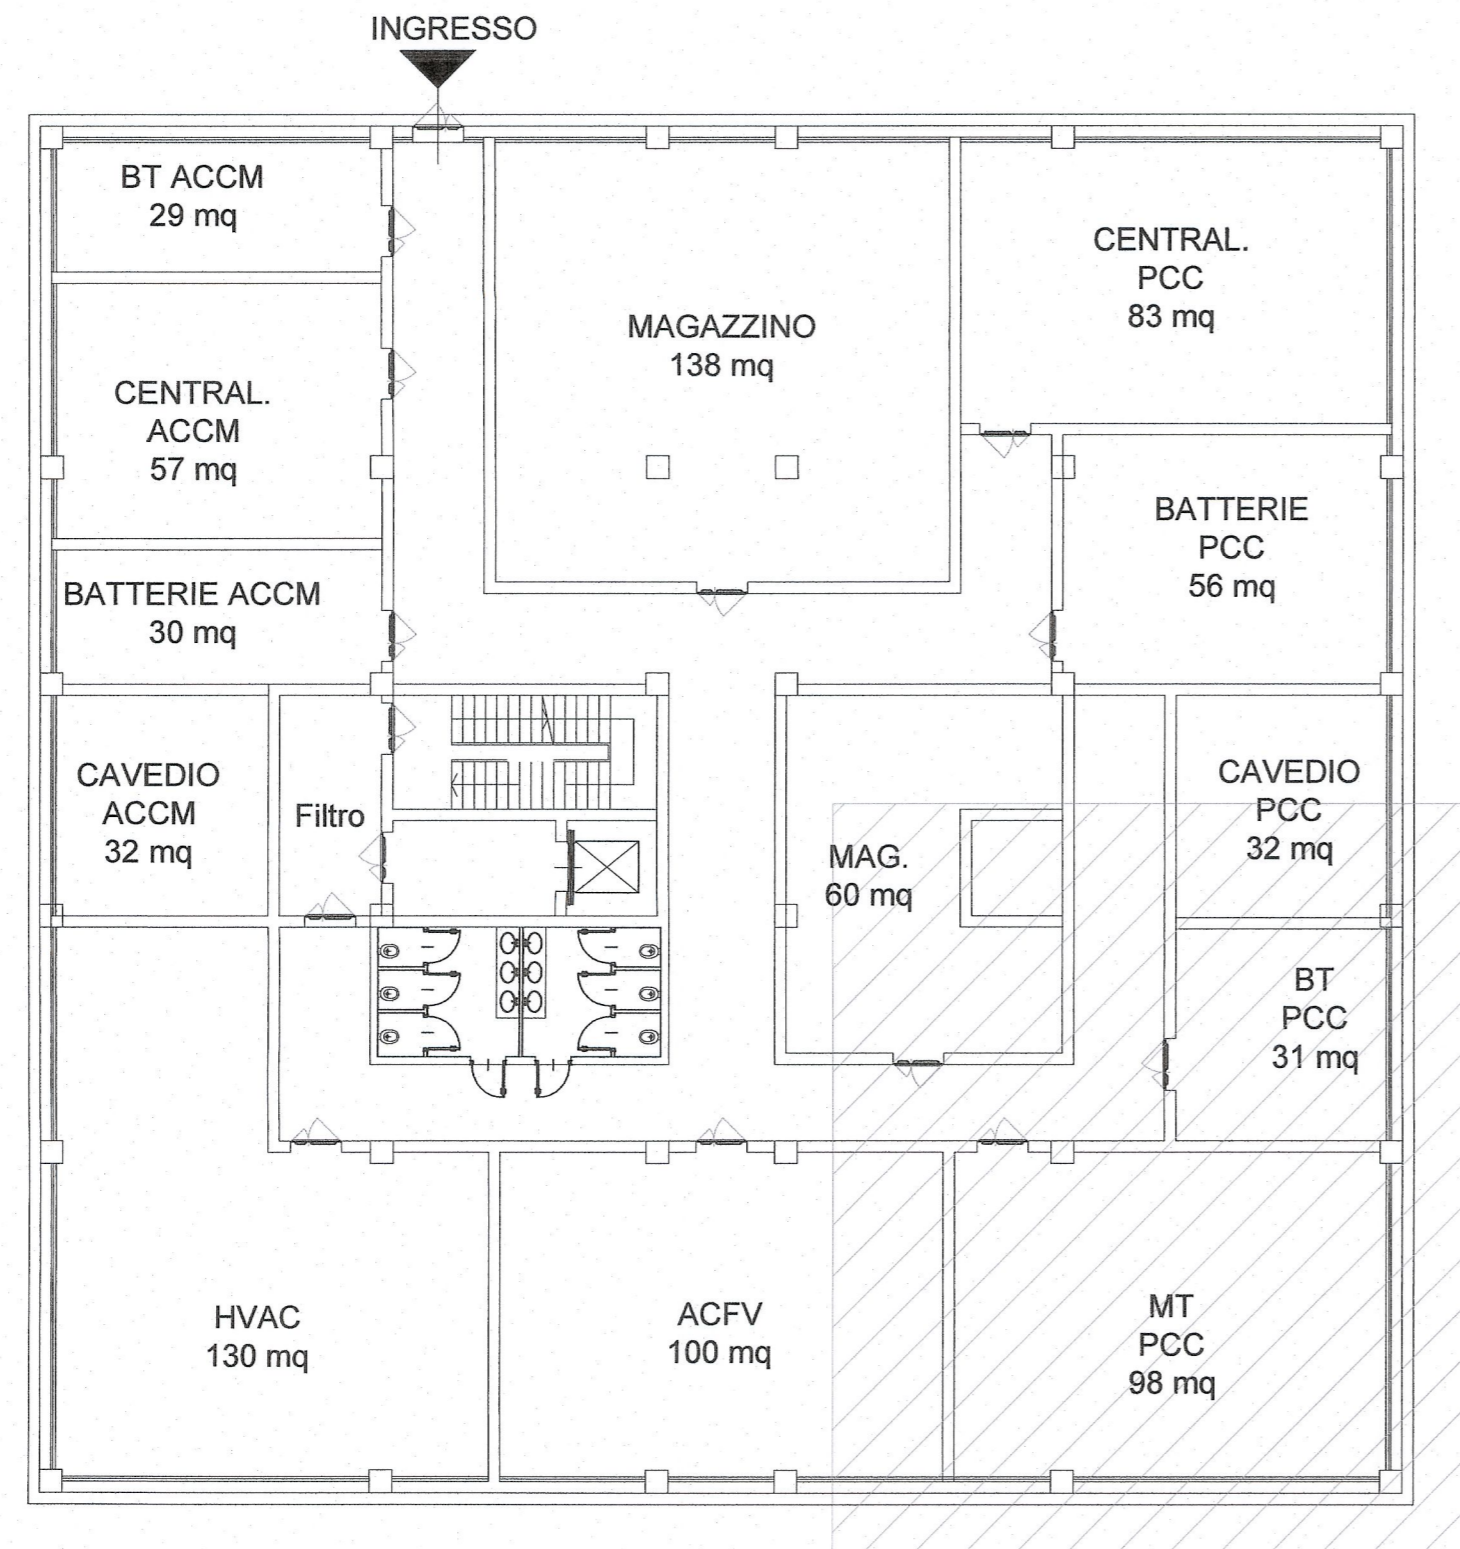 INGRESSO
BT ACCM
29 mq
CENTRAL.
PCC
83 mq
MAGAZZINO
138 mq
CENTRAL.
ACCM
57 mq
BATTERIE
PCC
56 mq
BATTERIE ACCM
30 mq
CAVEDIO
ACCM
32 mq
Filtro
MAG.
60 mq
CAVEDIO
PCC
32 mq
BT
PCC
31 mq
HVAC
130 mq
ACFV
100 mq
MT
PCC
98 mq